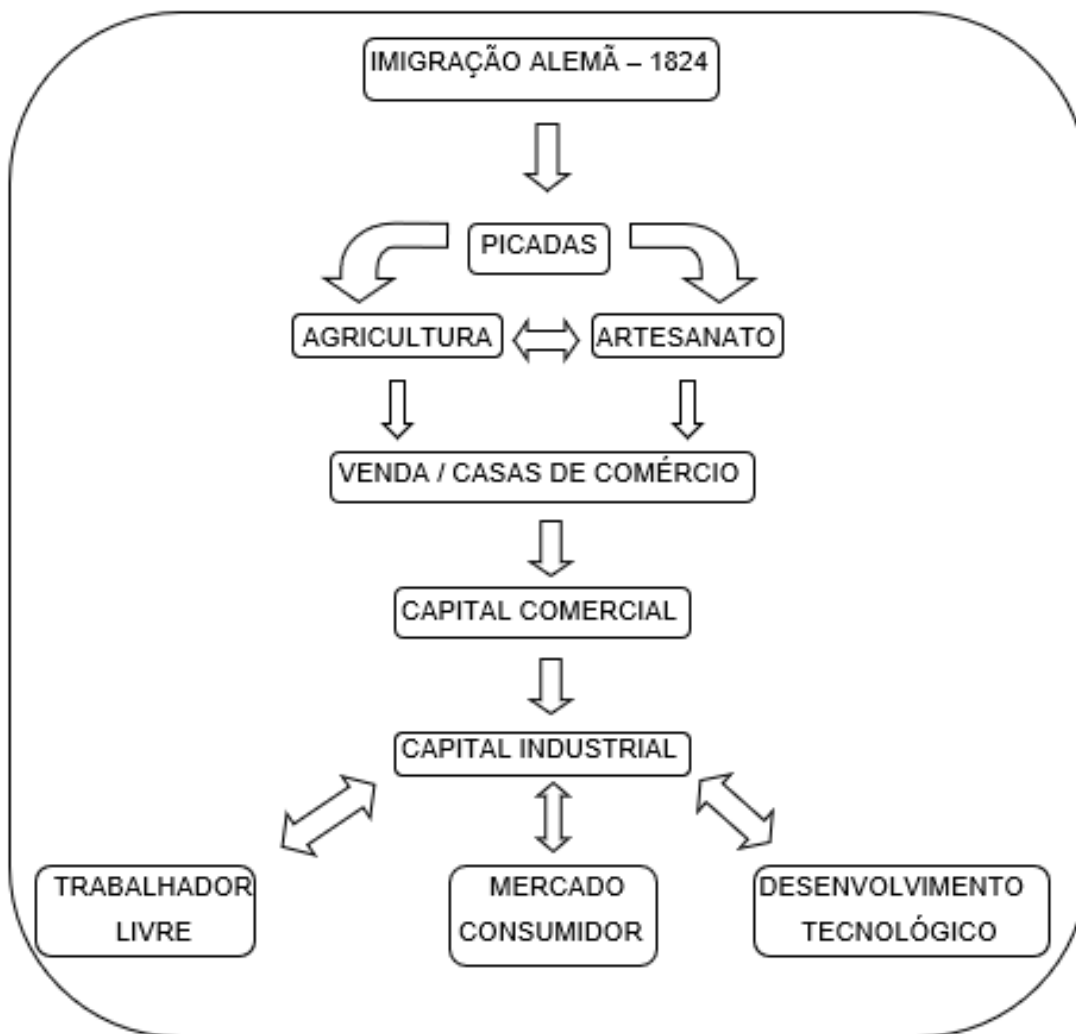 IMIGRAÇÃO ALEMÃ – 1824
PICADAS
AGRICULTURA
ARTESANATO
VENDA / CASAS DE COMÉRCIO
CAPITAL COMERCIAL
CAPITAL INDUSTRIAL
TRABALHADOR
LIVRE
MERCADO
CONSUMIDOR
DESENVOLVIMENTO
TECNOLÓGICO